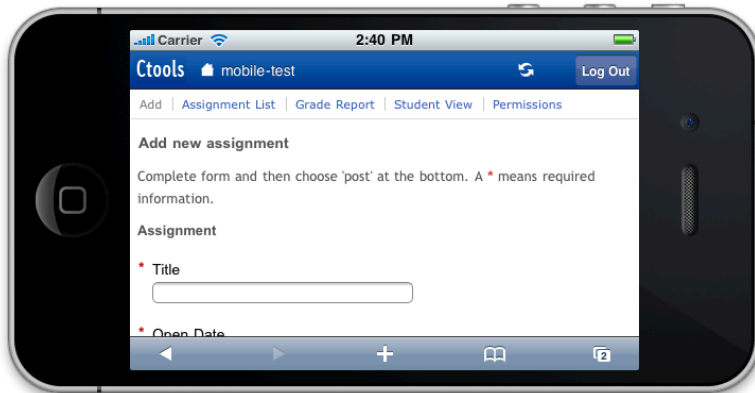 Carrier 2:40 PM
Ctools mobile-test Log Out
Add Assignment List Grade Report Student View Permissions
Add new assignment
Complete form and then choose 'post' at the bottom. A * means required
information.
Assignment
* Title
* Open Date
2